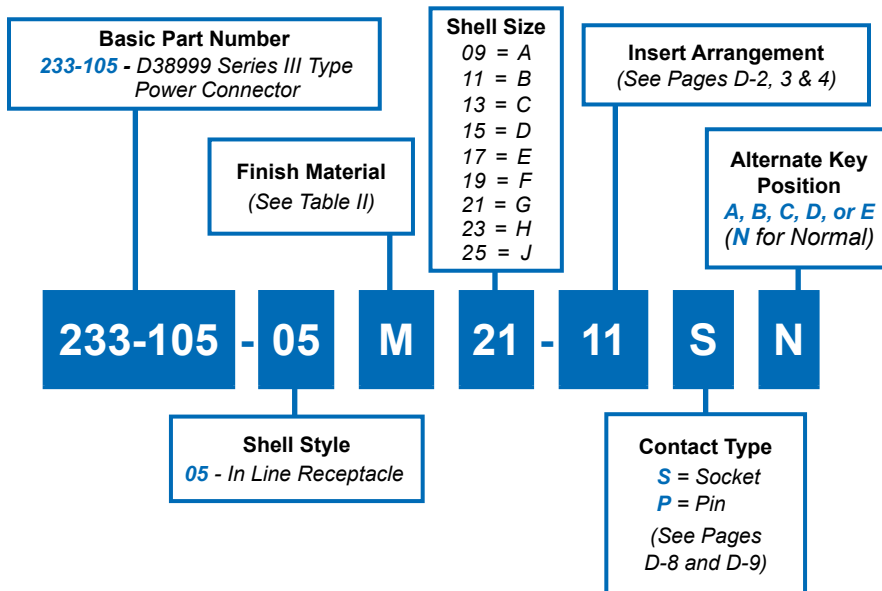 Basic Part Number
233-105 - D38999 Series III Type
Power Connector
Finish Material
(See Table II)
Shell Size
09 = A
11 = B
13 = C
15 = D
17 = E
19 = F
21 = G
23 = H
25 = J
Insert Arrangement
(See Pages D-2, 3 & 4)
Alternate Key
Position
A, B, C, D, or E
(N for Normal)
233-105 - 05 M 21 - 11 S N
Shell Style
05 - In Line Receptacle
Contact Type
S = Socket
P = Pin
(See Pages
D-8 and D-9)